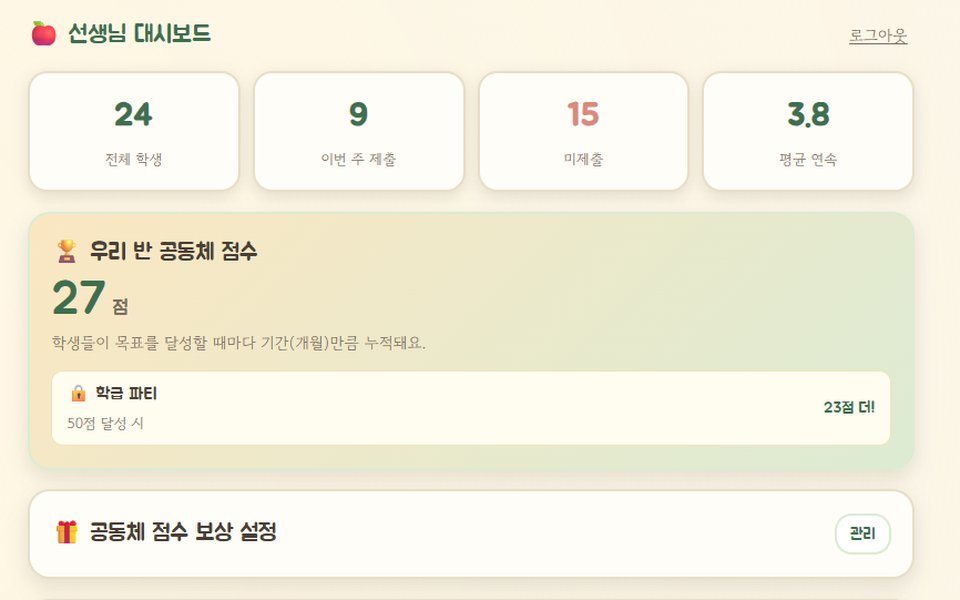 선생님 대시보드
로그아웃
24
전체 학생
9
이번 주 제출
15
미제출
3.8
평균 연속
우리 반 공동체 점수
27 점
학생들이 목표를 달성할 때마다 기간(개월)만큼 누적돼요.
학급 파티
50점 달성 시
23점 더!
공동체 점수 보상 설정
관리